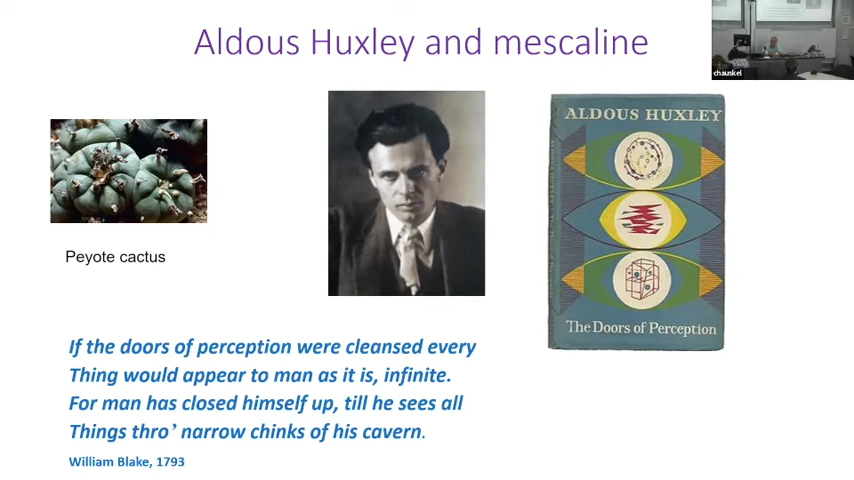 Aldous Huxley and mescaline
chauskel
ALDOUS HUXLEY
The Doors of Perception
Peyote cactus
If the doors of perception were cleansed every
Thing would appear to man as it is, infinite.
For man has closed himself up, till he sees all
Things thro’ narrow chinks of his cavern.
William Blake, 1793